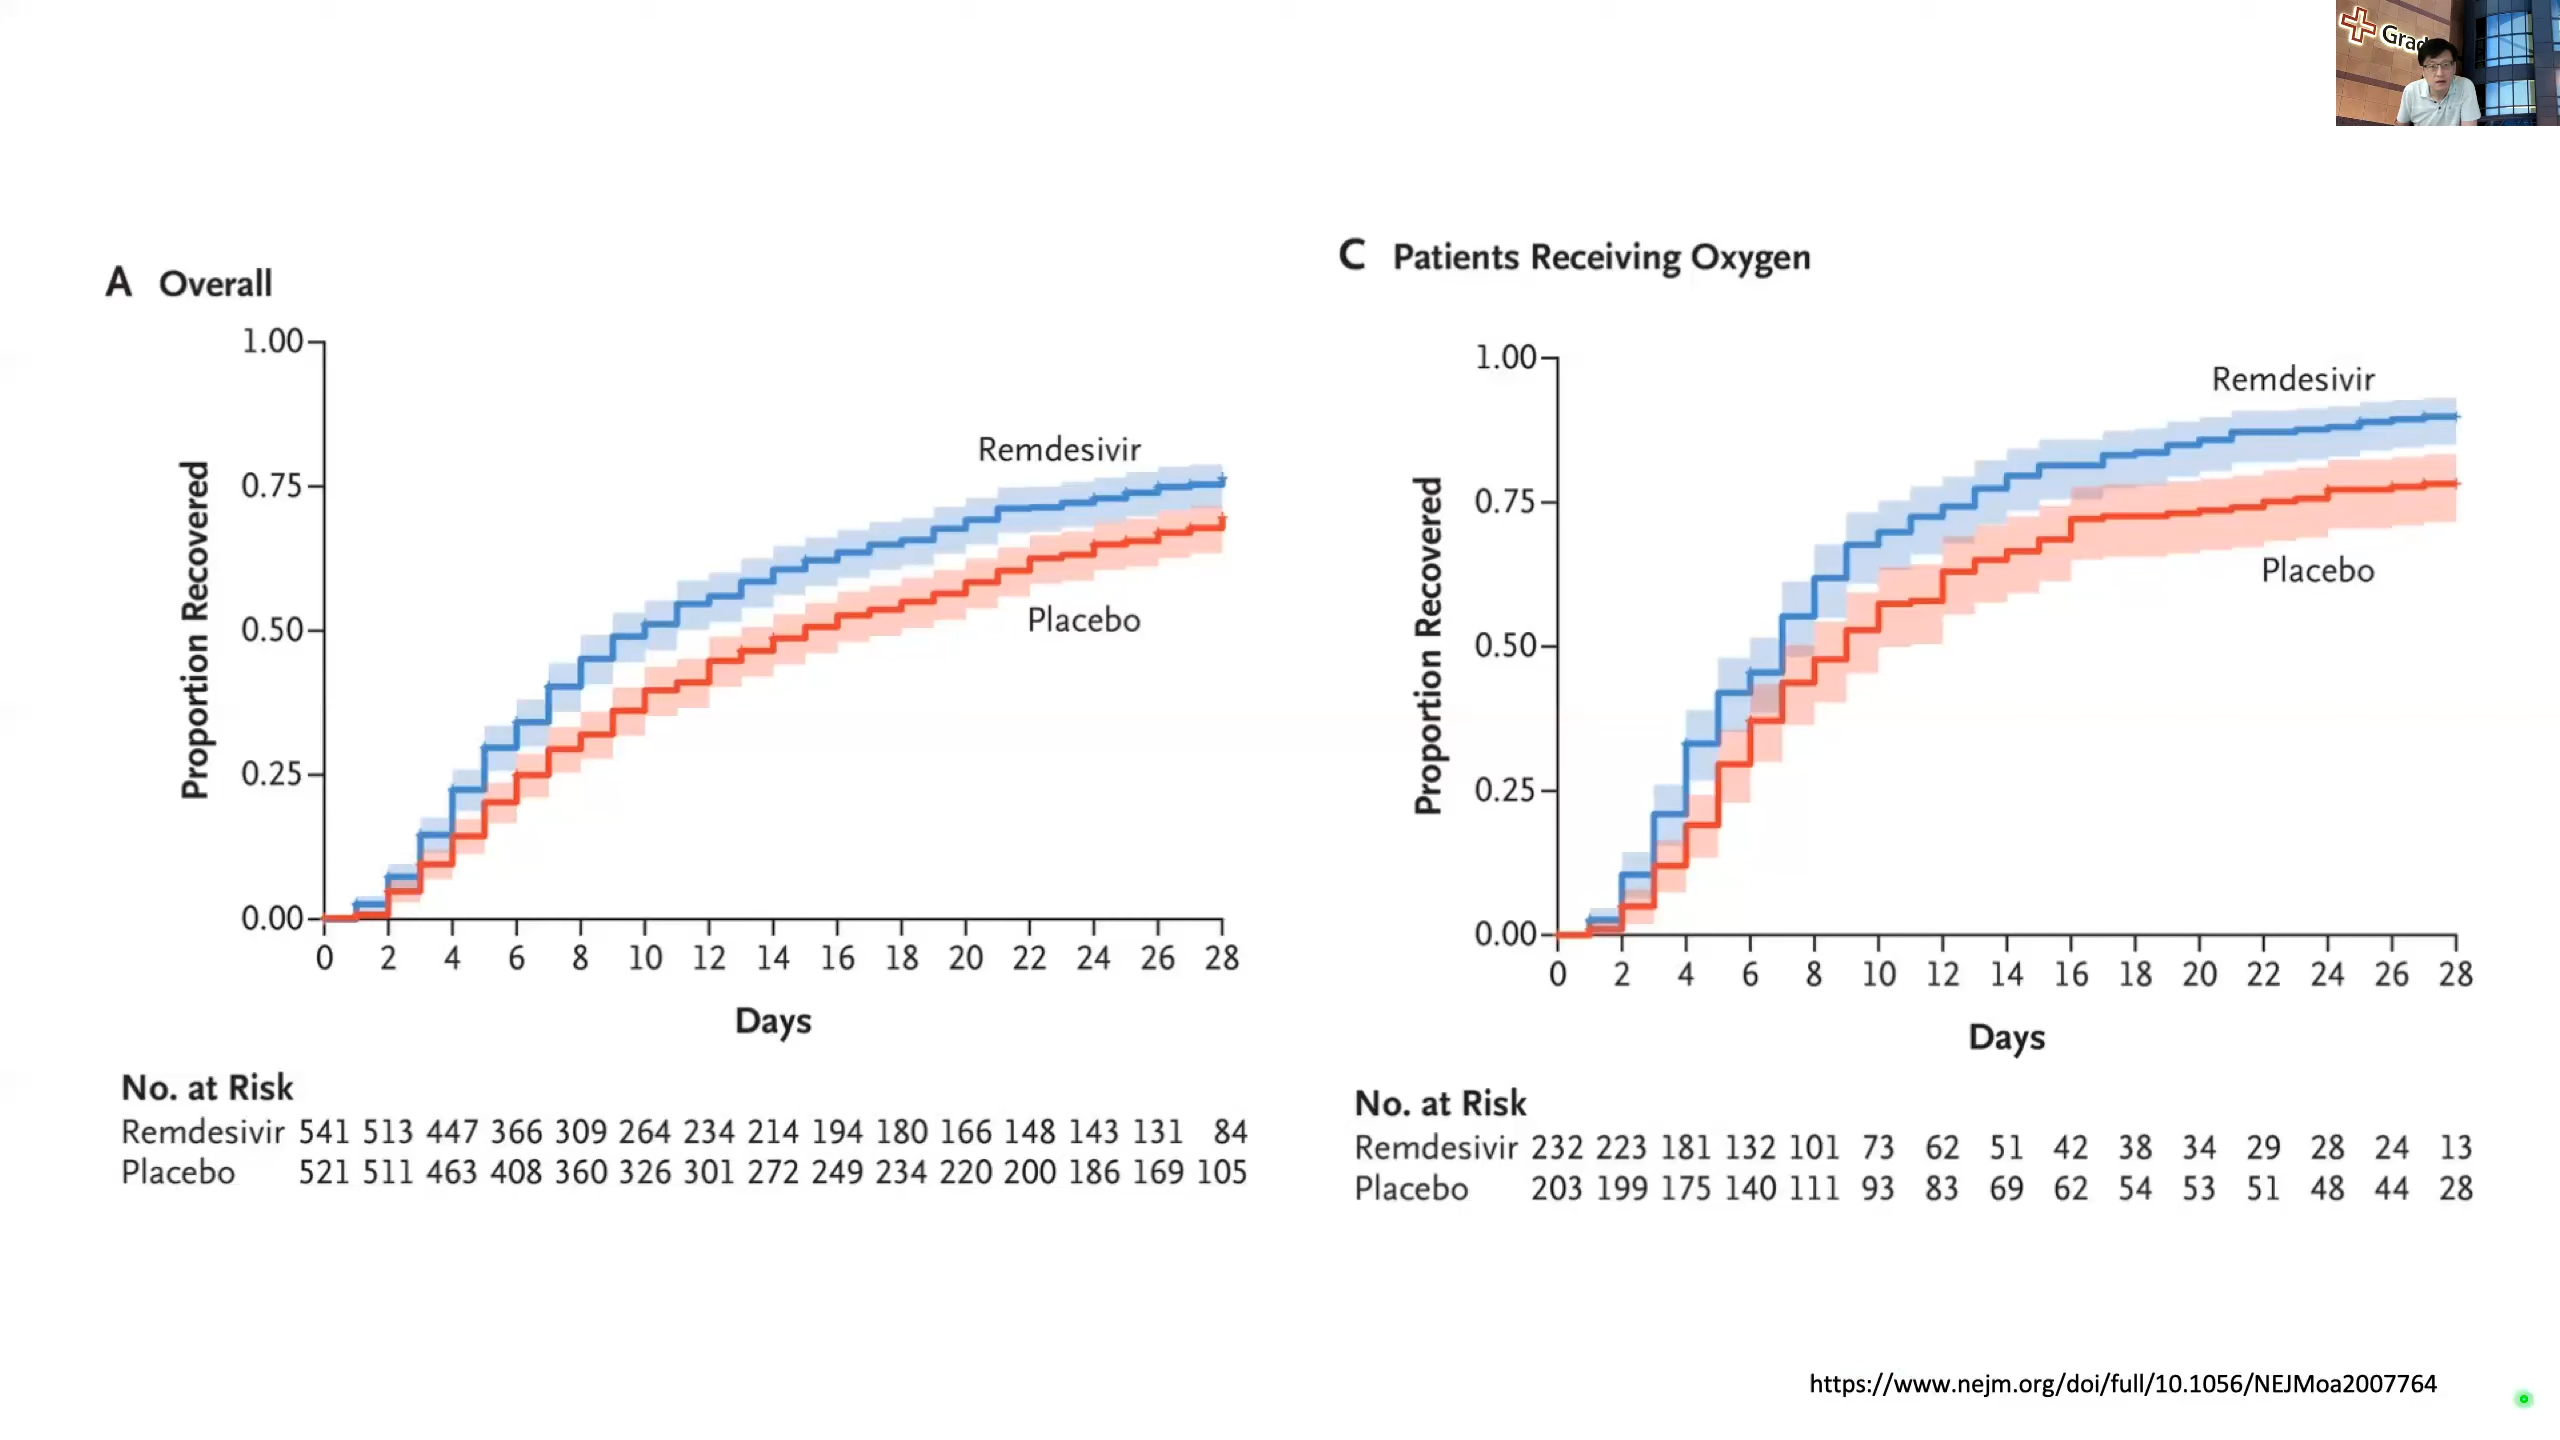 Grad
A Overall
1.00
0.75
0.50
0.25
0.00
Proportion Recovered
Remdesivir
Placebo
0 2 4 6 8 10 12 14 16 18 20 22 24 26 28
Days
No. at Risk
Remdesivir 541 513 447 366 309 264 234 214 194 180 166 148 143 131 84
Placebo 521 511 463 408 360 326 301 272 249 234 220 200 186 169 105
C Patients Receiving Oxygen
1.00
0.75
0.50
0.25
0.00
Proportion Recovered
Remdesivir
Placebo
0 2 4 6 8 10 12 14 16 18 20 22 24 26 28
Days
No. at Risk
Remdesivir 232 223 181 132 101 73 62 51 42 38 34 29 28 24 13
Placebo 203 199 175 140 111 93 83 69 62 54 53 51 48 44 28
https://www.nejm.org/doi/full/10.1056/NEJMoa2007764